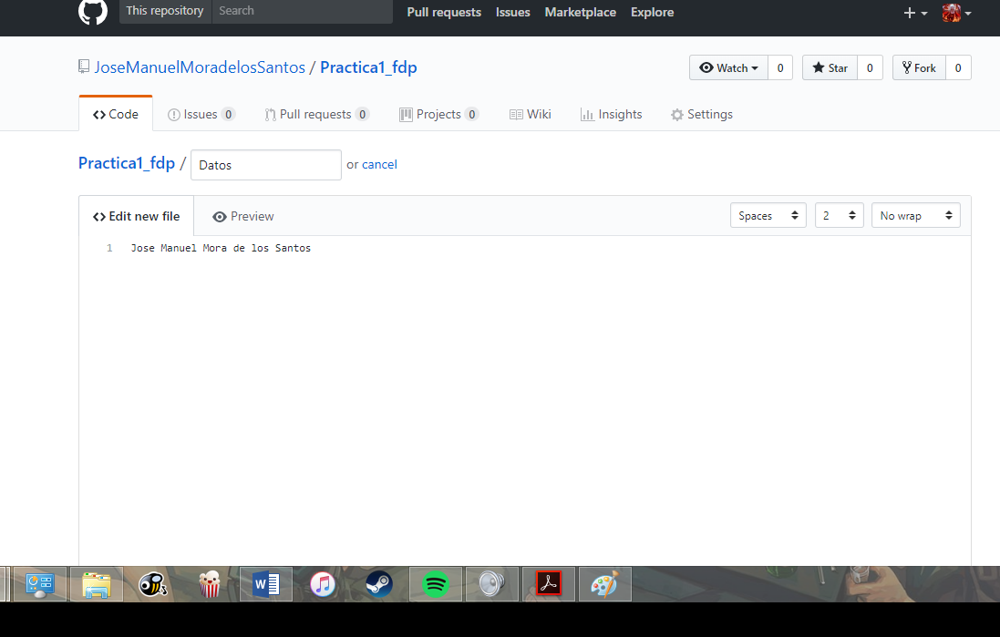 This repository Search Pull requests Issues Marketplace Explore
JoseManuelMoradelosSantos / Practica1_fdp Watch 0 Star 0 Fork 0
Code Issues 0 Pull requests 0 Projects 0 Wiki Insights Settings
Practica1_fdp / Datos or cancel
Edit new file Preview Spaces 2 No wrap
1 Jose Manuel Mora de los Santos
W